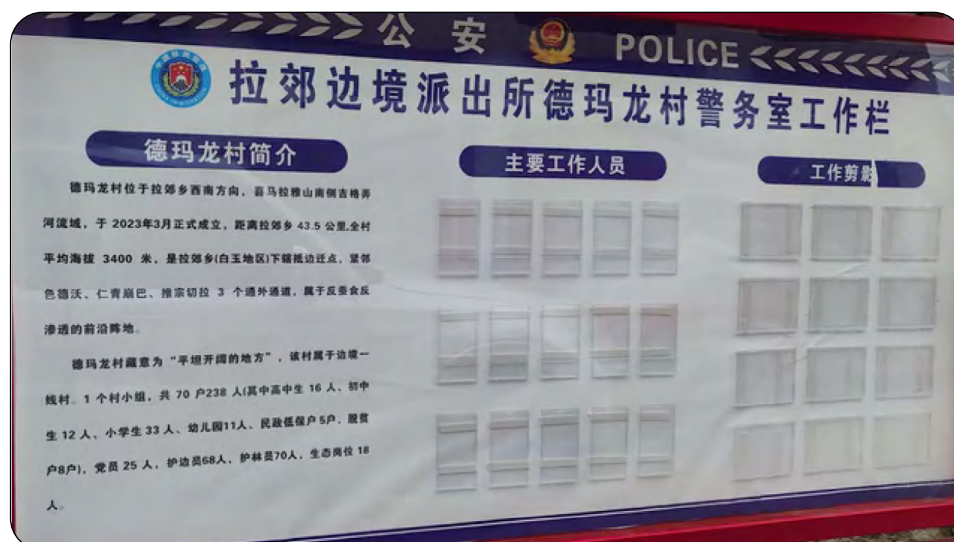 公安 POLICE
拉郊边境派出所德玛龙村警务室工作栏
德玛龙村简介
德玛龙村位于拉郊乡西南方向，喜马拉雅山南侧吉格弄
河流域，于 2023年3月正式成立，距离拉郊乡 43.5 公里,全村
平均海拔 3400 米，是拉郊乡(白玉地区)下辖抵边迁点，紧邻
色德沃、仁青崩巴、推宗切拉 3 个通外通道，属于反蚕食反
渗透的前沿阵地。
德玛龙村藏意为“平坦开阔的地方”，该村属于边境一
线村。1 个村小组，共 70 户238 人(其中高中生 16 人、初中
生 12 人、小学生 33 人、幼儿园11人、民政低保户 5户、脱贫
户8户)，党员 25 人，护边员68人，护林员70人，生态岗位 18
人。
主要工作人员
工作剪影